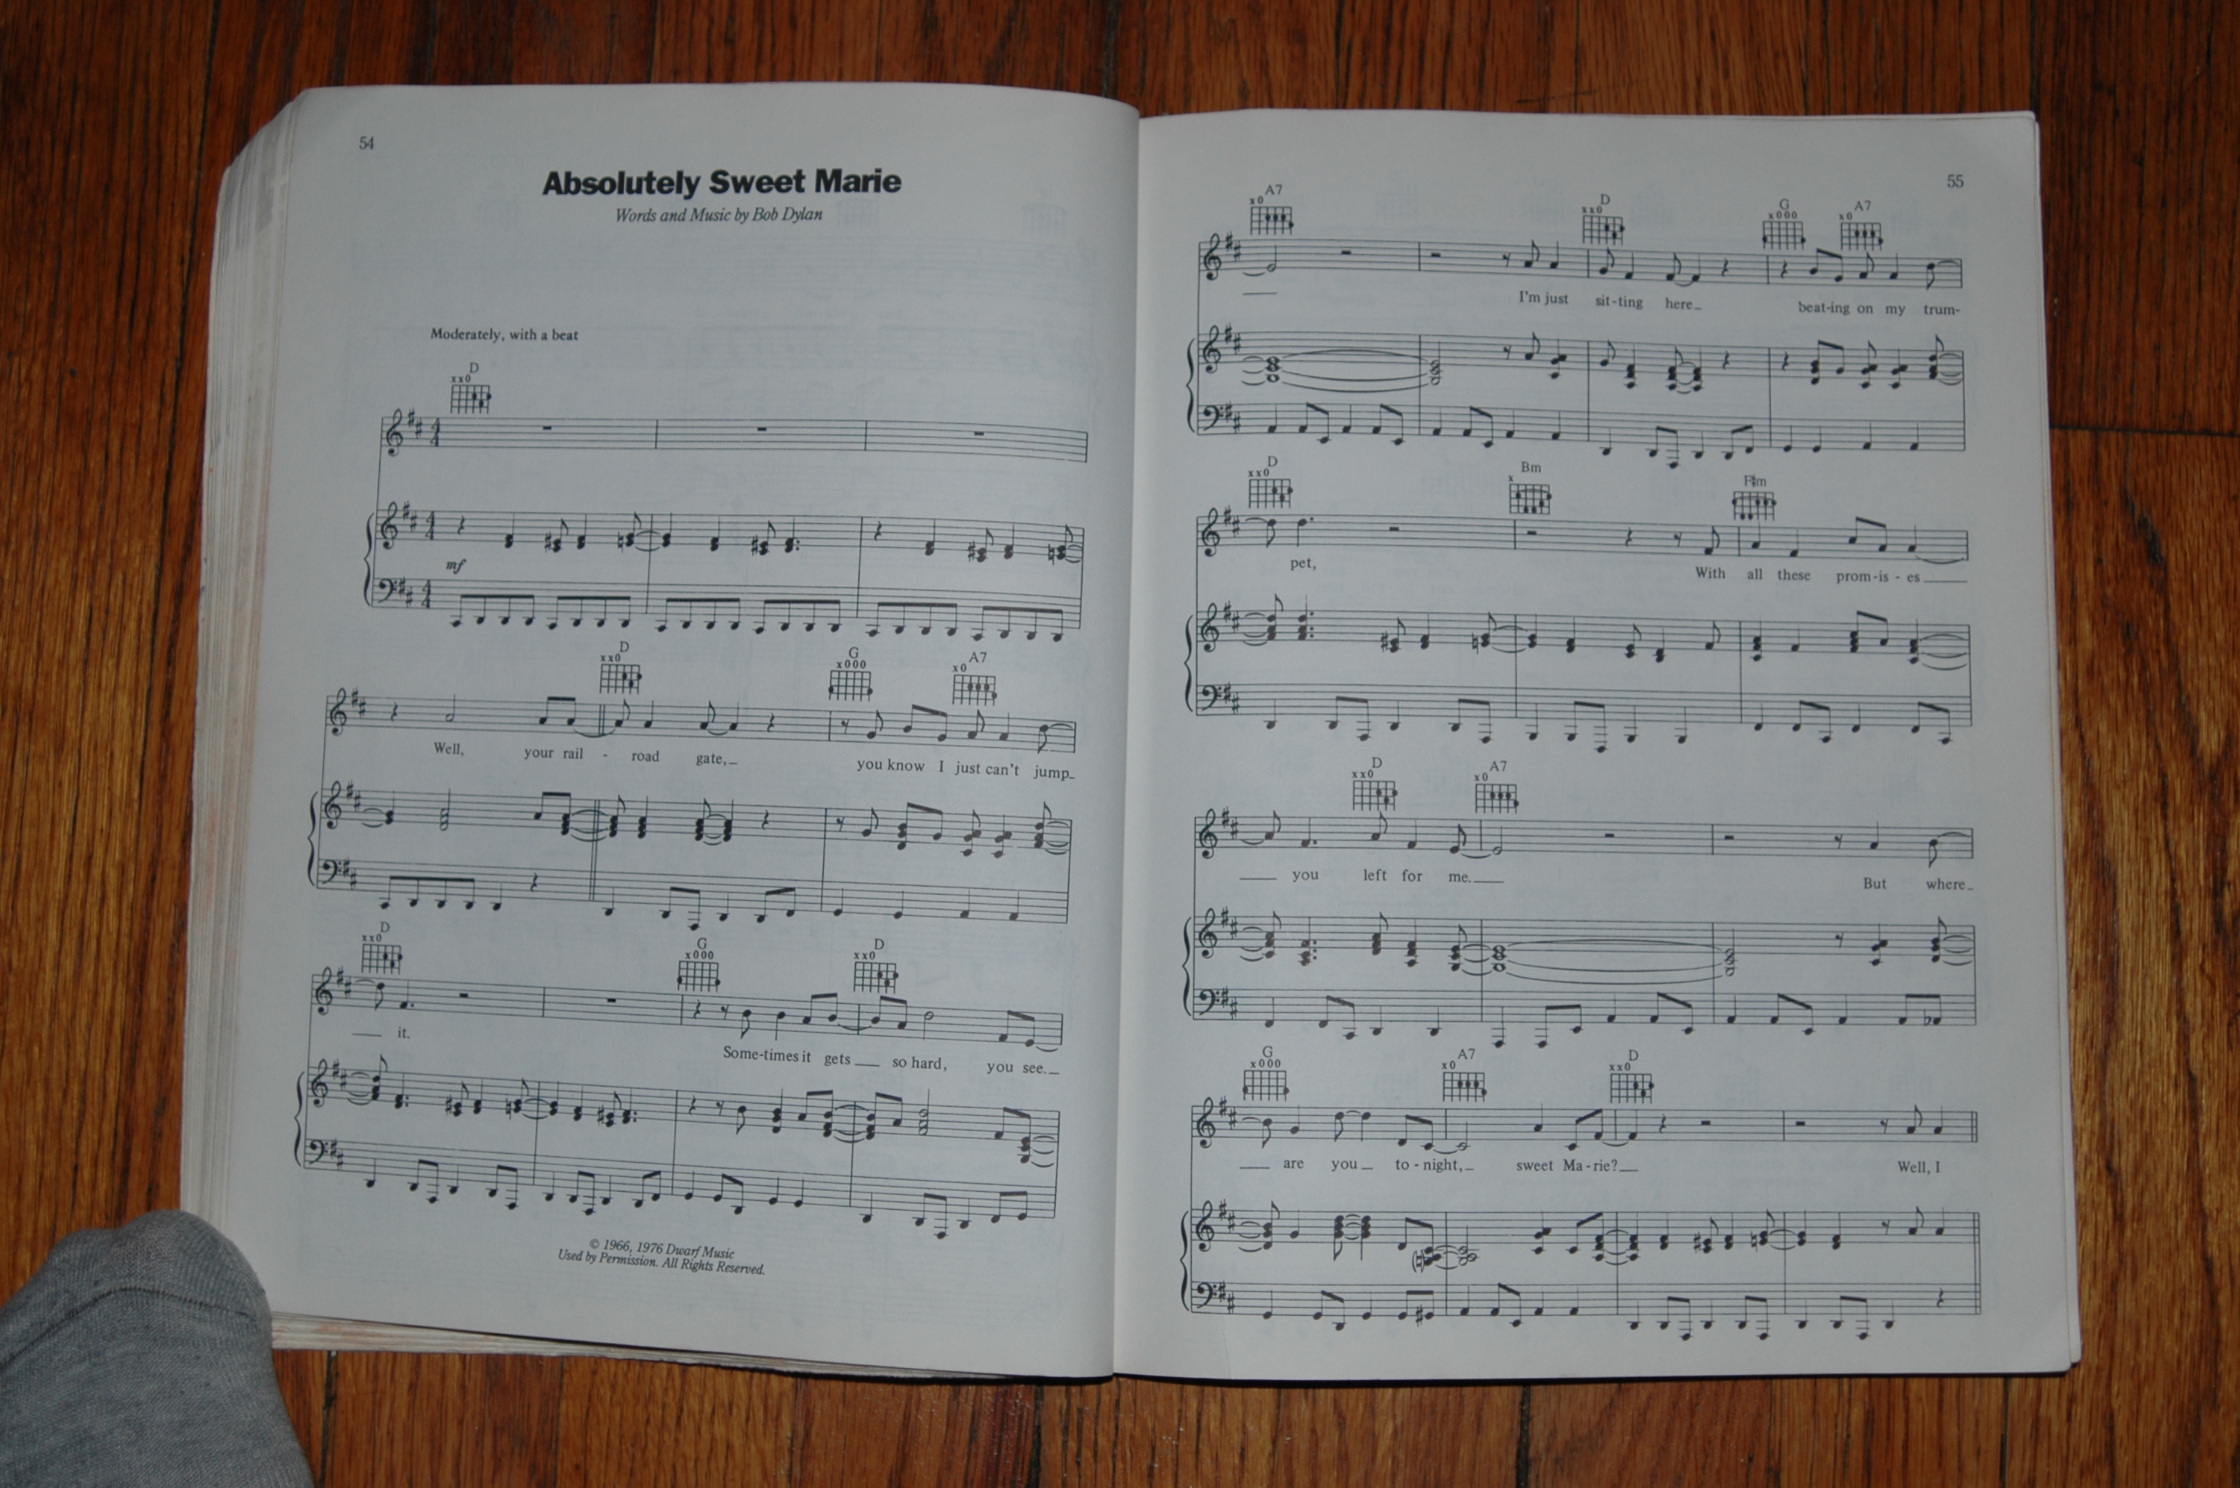 54
Absolutely Sweet Marie
Words and Music by Bob Dylan
Moderately, with a beat
D
xx0
mf
D G A7
xx0 x000 x0
Well, your rail - road gate, you know I just can't jump
D G D
xx0 x000 xx0
it. Some-times it gets so hard, you see.
© 1966, 1976 Dwarf Music
Used by Permission. All Rights Reserved.
55
A7 D G A7
x0 xx0 x000 x0
I'm just sit-ting here beat-ing on my trum-
D Bm F♯m
xx0 x
pet, With all these prom-is-es
D A7
xx0 x0
you left for me. But where
G A7 D
x000 x0 xx0
are you to-night, sweet Ma-rie? Well, I